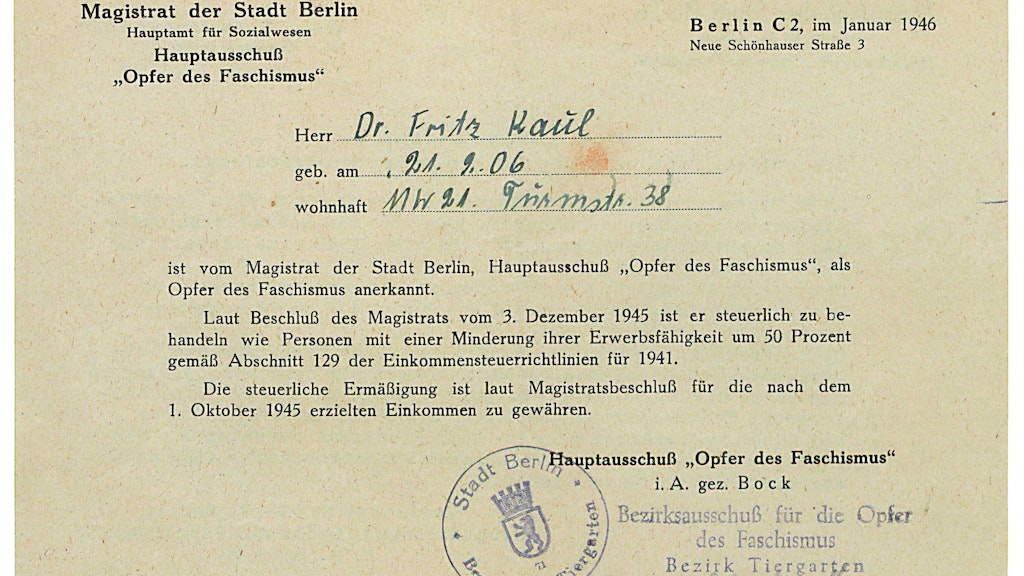 Magistrat der Stadt Berlin
Hauptamt für Sozialwesen
Hauptausschuß
„Opfer des Faschismus“
Berlin C 2, im Januar 1946
Neue Schönhauser Straße 3
Herr Dr. Fritz Kaul
geb. am 21. 2. 06
wohnhaft NW 21. Turmstr. 38
ist vom Magistrat der Stadt Berlin, Hauptausschuß „Opfer des Faschismus“, als
Opfer des Faschismus anerkannt.
Laut Beschluß des Magistrats vom 3. Dezember 1945 ist er steuerlich zu be-
handeln wie Personen mit einer Minderung ihrer Erwerbsfähigkeit um 50 Prozent
gemäß Abschnitt 129 der Einkommensteuerrichtlinien für 1941.
Die steuerliche Ermäßigung ist laut Magistratsbeschluß für die nach dem
1. Oktober 1945 erzielten Einkommen zu gewähren.
Hauptausschuß „Opfer des Faschismus“
i. A. gez. Bock
Stadt Berlin
Tiergarten
Bezirksausschuß für die Opfer
des Faschismus
Bezirk Tiergarten